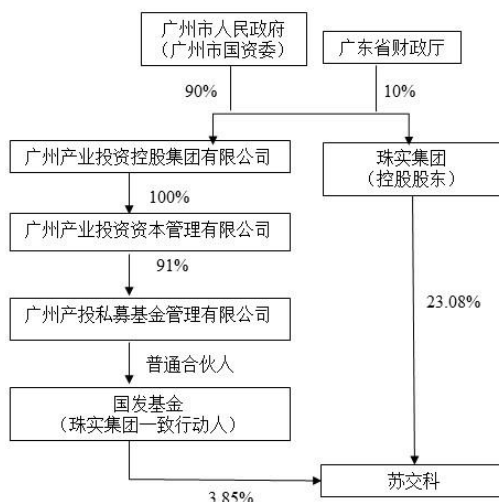 广州市人民政府
（广州市国资委）
广东省财政厅
90%
10%
广州产业投资控股集团有限公司
珠实集团
（控股股东）
100%
广州产业投资资本管理有限公司
91%
23.08%
广州产投私募基金管理有限公司
普通合伙人
国发基金
（珠实集团一致行动人）
苏交科
3.85%